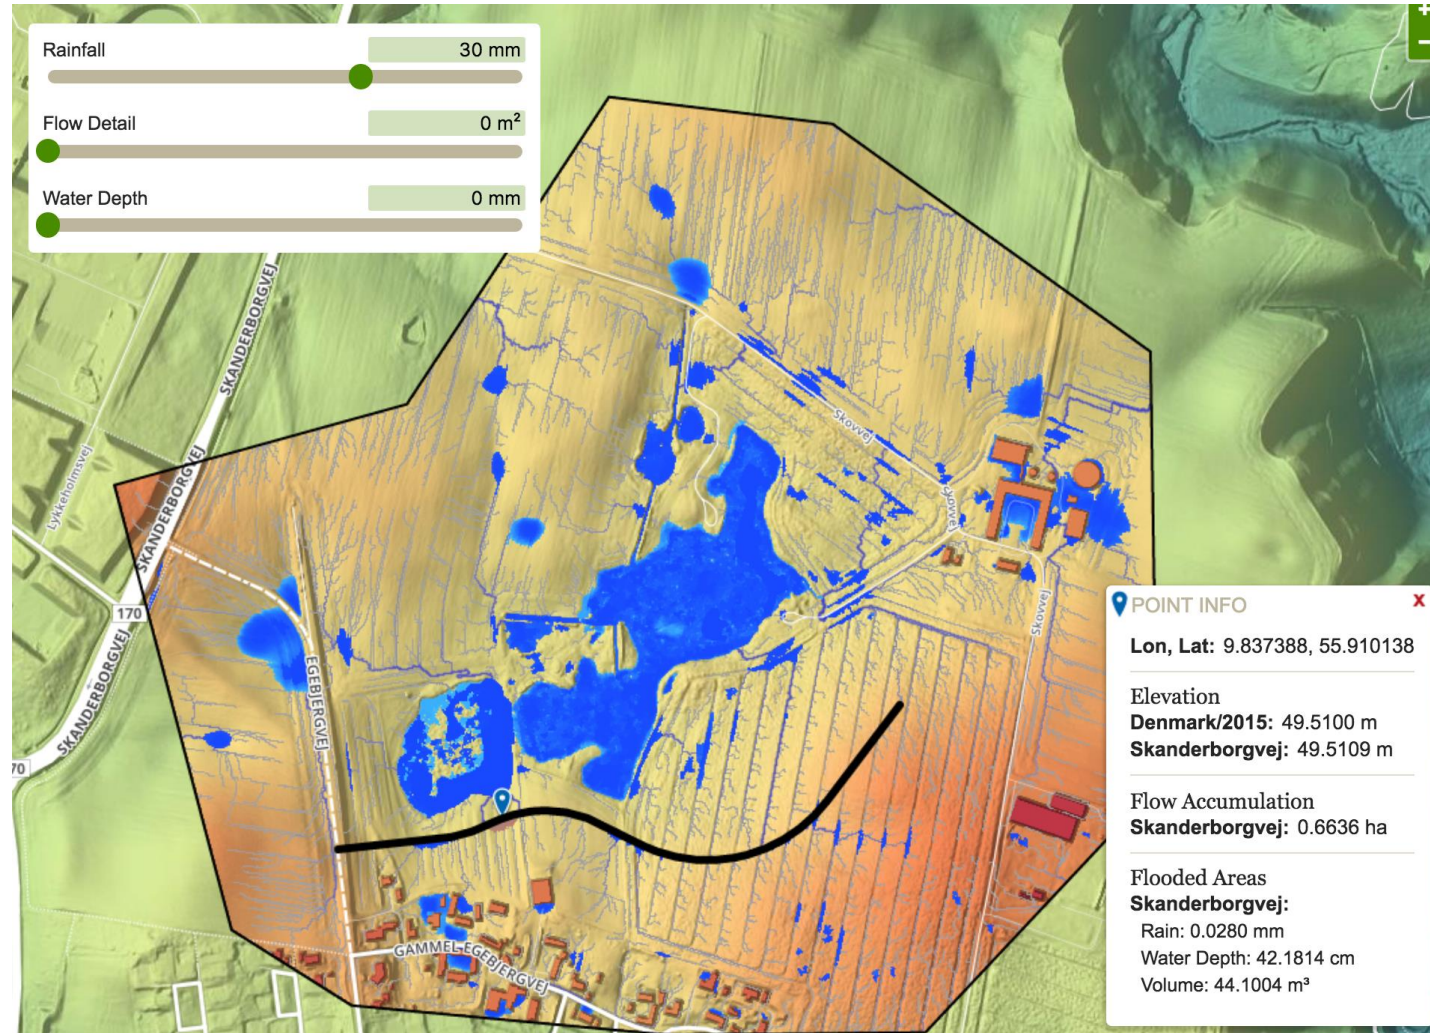 Rainfall 30 mm
Flow Detail 0 m²
Water Depth 0 mm
+
−
SKANDERBORGVEJ
Lykkeholmsvej
SKANDERBORGVEJ
170
SKANDERBORGVEJ
70
EGEBJERGVEJ
Skovvej
kovvej
Skovvej
GAMMEL EGEBJERGVEJ
POINT INFO x
Lon, Lat: 9.837388, 55.910138
Elevation
Denmark/2015: 49.5100 m
Skanderborgvej: 49.5109 m
Flow Accumulation
Skanderborgvej: 0.6636 ha
Flooded Areas
Skanderborgvej:
Rain: 0.0280 mm
Water Depth: 42.1814 cm
Volume: 44.1004 m³